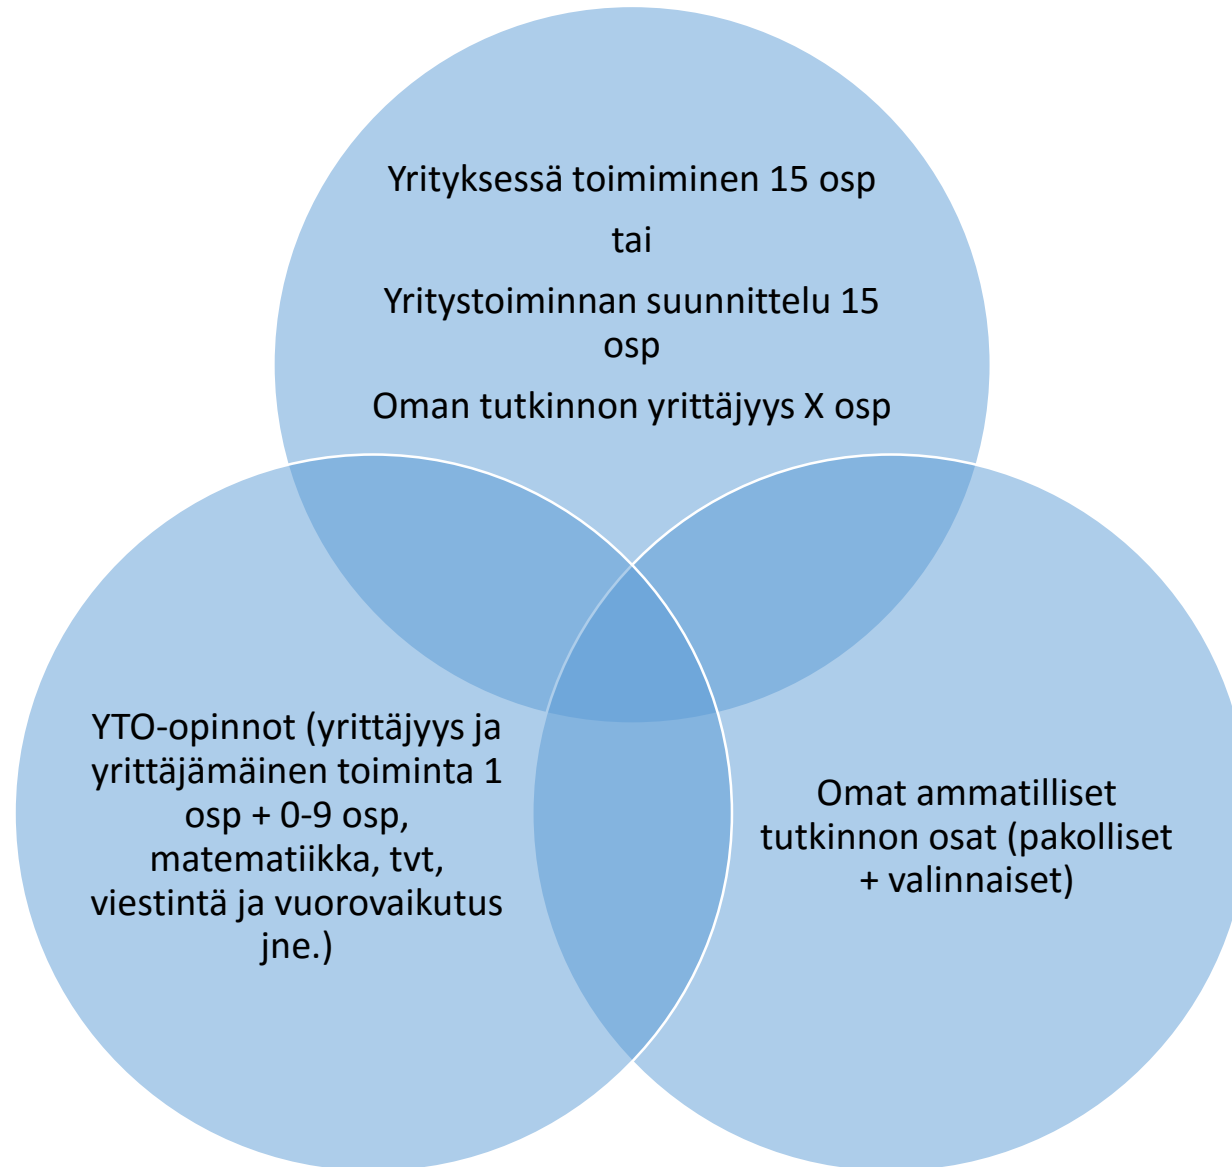 Yrityksessä toimiminen 15 osp
tai
Yritystoiminnan suunnittelu 15
osp
Oman tutkinnon yrittäjyys X osp
YTO-opinnot (yrittäjyys ja
yrittäjämäinen toiminta 1
osp + 0-9 osp,
matematiikka, tvt,
viestintä ja vuorovaikutus
jne.)
Omat ammatilliset
tutkinnon osat (pakolliset
+ valinnaiset)